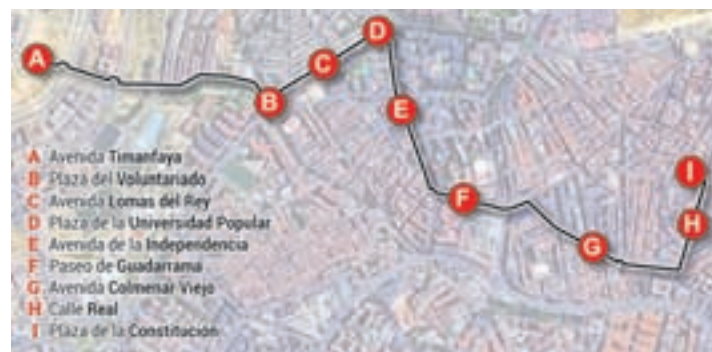 A
B
C
D
E
F
G
H
I
A Avenida Timanfaya
B Plaza del Voluntariado
C Avenida Lomas del Rey
D Plaza de la Universidad Popular
E Avenida de la Independencia
F Paseo de Guadarrama
G Avenida Colmenar Viejo
H Calle Real
I Plaza de la Constitución